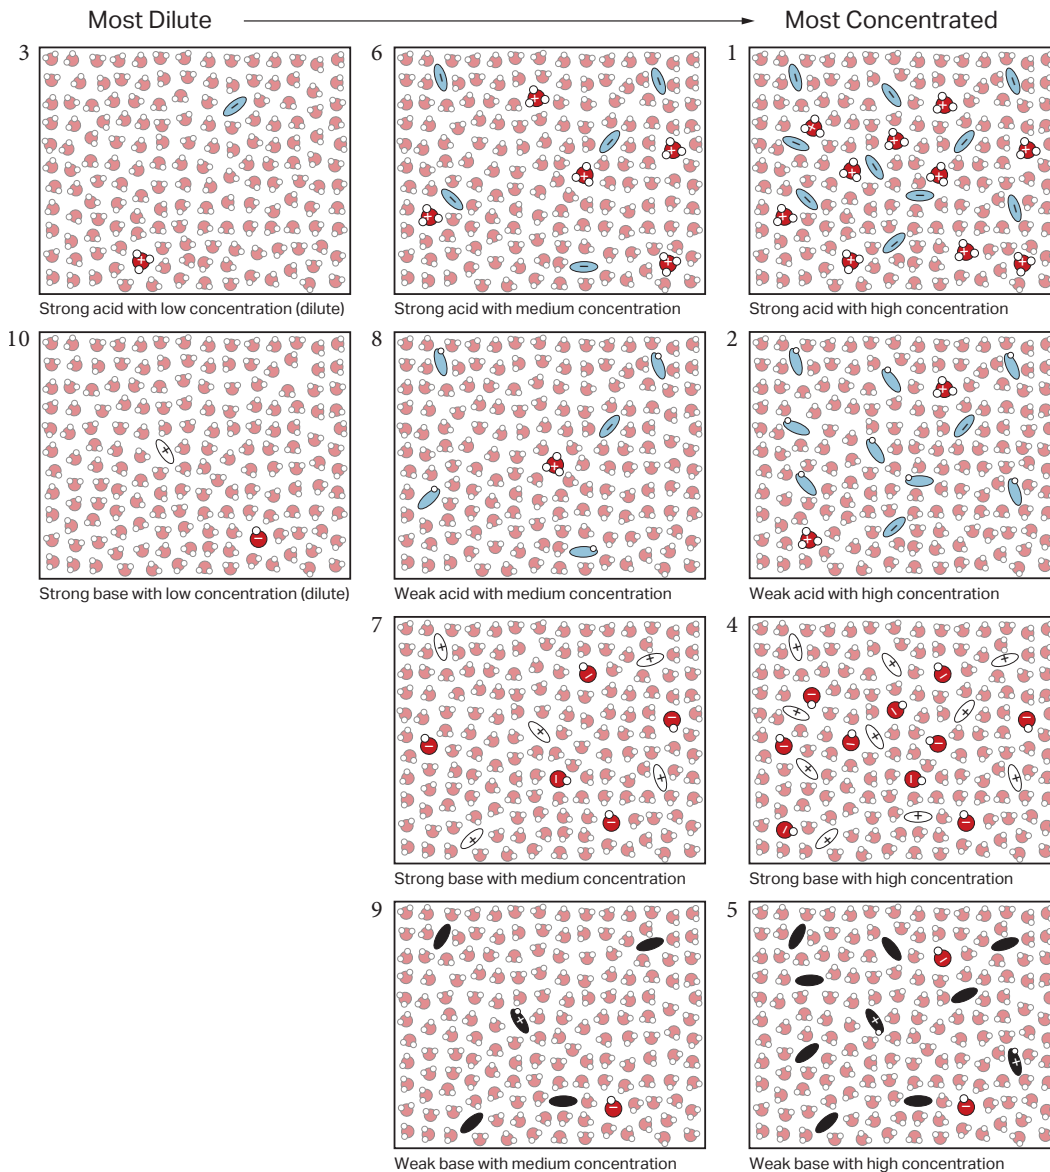 Most Dilute
Most Concentrated
3
6
1
Strong acid with low concentration (dilute)
Strong acid with medium concentration
Strong acid with high concentration
10
8
2
Strong base with low concentration (dilute)
Weak acid with medium concentration
Weak acid with high concentration
7
4
Strong base with medium concentration
Strong base with high concentration
9
5
Weak base with medium concentration
Weak base with high concentration